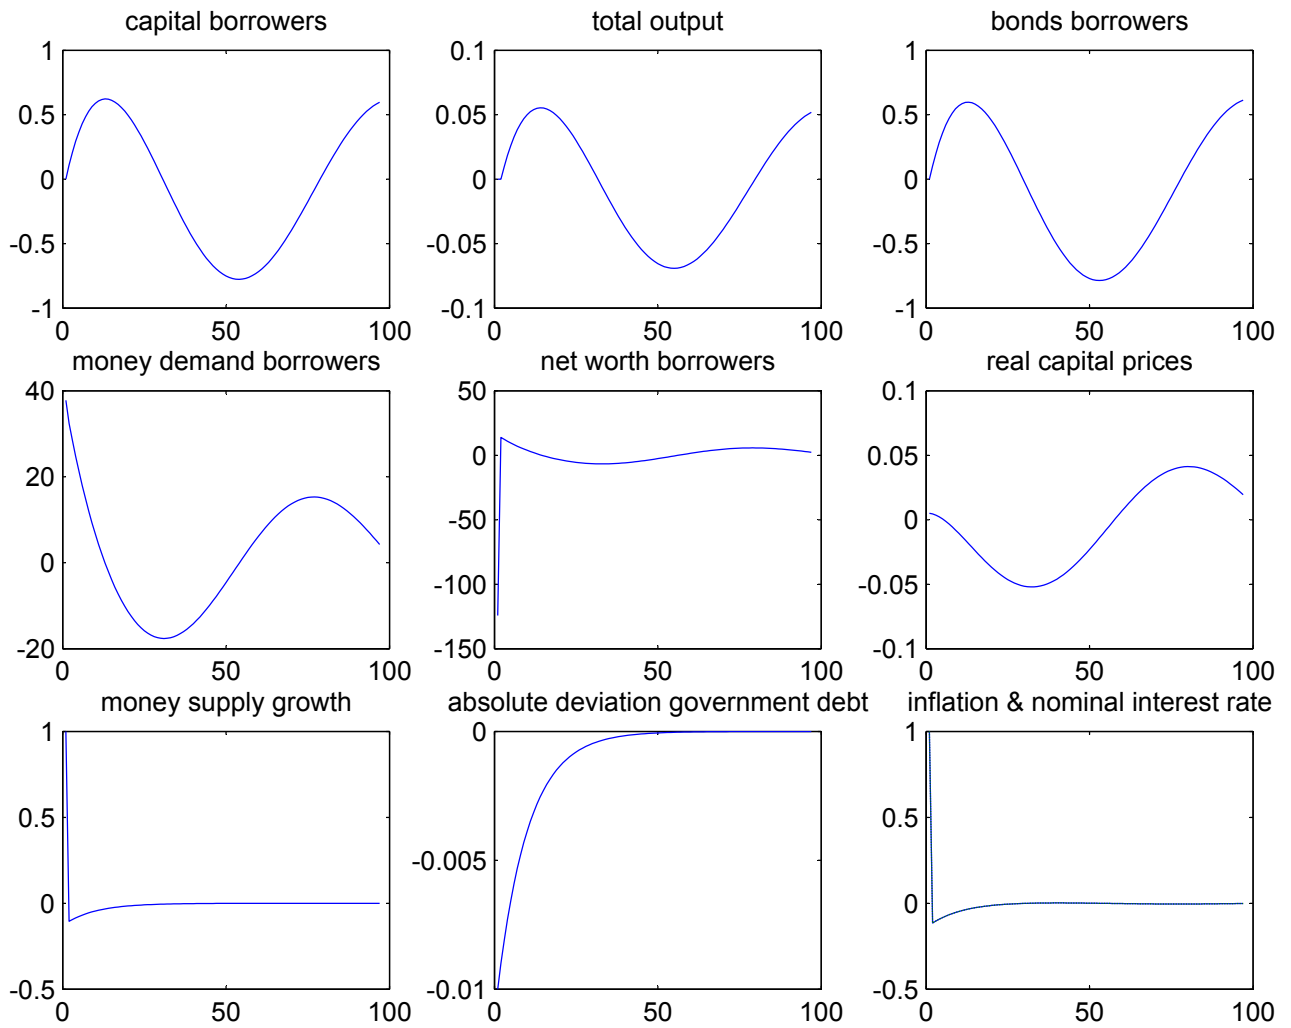 capital borrowers
1
0.5
0
-0.5
-1
0 50 100
total output
0.1
0.05
0
-0.05
-0.1
0 50 100
bonds borrowers
1
0.5
0
-0.5
-1
0 50 100
money demand borrowers
40
20
0
-20
0 50 100
net worth borrowers
50
0
-50
-100
-150
0 50 100
real capital prices
0.1
0.05
0
-0.05
-0.1
0 50 100
money supply growth
1
0.5
0
-0.5
0 50 100
absolute deviation government debt
0
-0.005
-0.01
0 50 100
inflation & nominal interest rate
1
0.5
0
-0.5
0 50 100